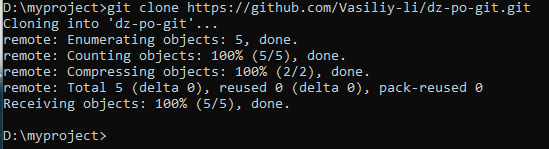 D:\myproject>git clone https://github.com/Vasiliy-li/dz-po-git.git
Cloning into 'dz-po-git'...
remote: Enumerating objects: 5, done.
remote: Counting objects: 100% (5/5), done.
remote: Compressing objects: 100% (2/2), done.
remote: Total 5 (delta 0), reused 0 (delta 0), pack-reused 0
Receiving objects: 100% (5/5), done.
D:\myproject>